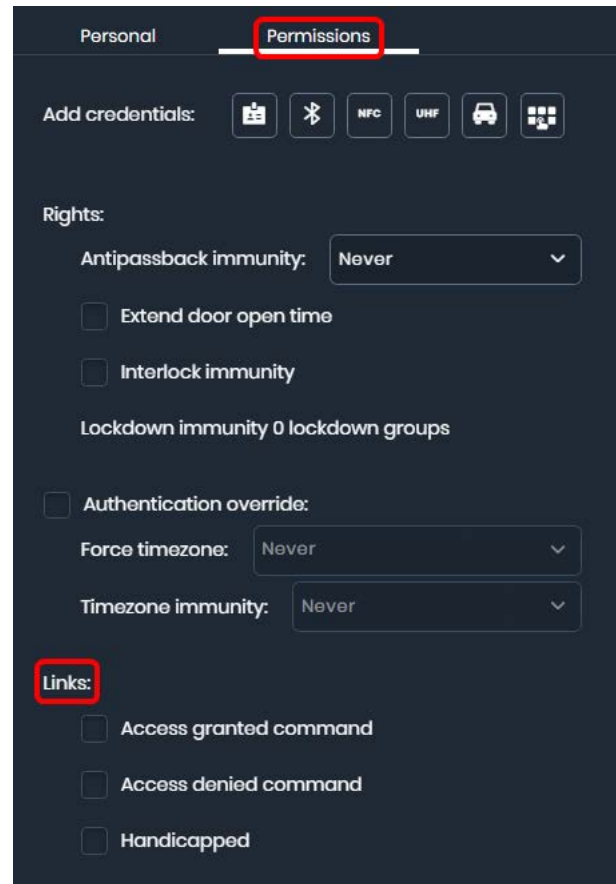 Personal Permissions
Add credentials: NFC UHF
Rights:
Antipassback immunity: Never
Extend door open time
Interlock immunity
Lockdown immunity 0 lockdown groups
Authentication override:
Force timezone: Never
Timezone immunity: Never
Links:
Access granted command
Access denied command
Handicapped